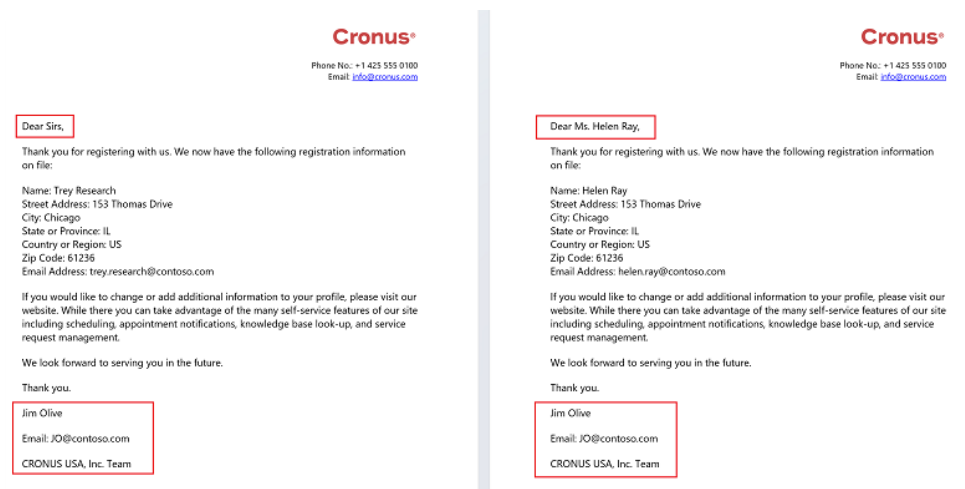 Cronus®
Phone No.: +1 425 555 0100
Email: info@cronus.com
Dear Sirs,
Thank you for registering with us. We now have the following registration information
on file:
Name: Trey Research
Street Address: 153 Thomas Drive
City: Chicago
State or Province: IL
Country or Region: US
Zip Code: 61236
Email Address: trey.research@contoso.com
If you would like to change or add additional information to your profile, please visit our
website. While there you can take advantage of the many self-service features of our site
including scheduling, appointment notifications, knowledge base look-up, and service
request management.
We look forward to serving you in the future.
Thank you.
Jim Olive
Email: JO@contoso.com
CRONUS USA, Inc. Team
Cronus®
Phone No.: +1 425 555 0100
Email: info@cronus.com
Dear Ms. Helen Ray,
Thank you for registering with us. We now have the following registration information
on file:
Name: Helen Ray
Street Address: 153 Thomas Drive
City: Chicago
State or Province: IL
Country or Region: US
Zip Code: 61236
Email Address: helen.ray@contoso.com
If you would like to change or add additional information to your profile, please visit our
website. While there you can take advantage of the many self-service features of our site
including scheduling, appointment notifications, knowledge base look-up, and service
request management.
We look forward to serving you in the future.
Thank you.
Jim Olive
Email: JO@contoso.com
CRONUS USA, Inc. Team